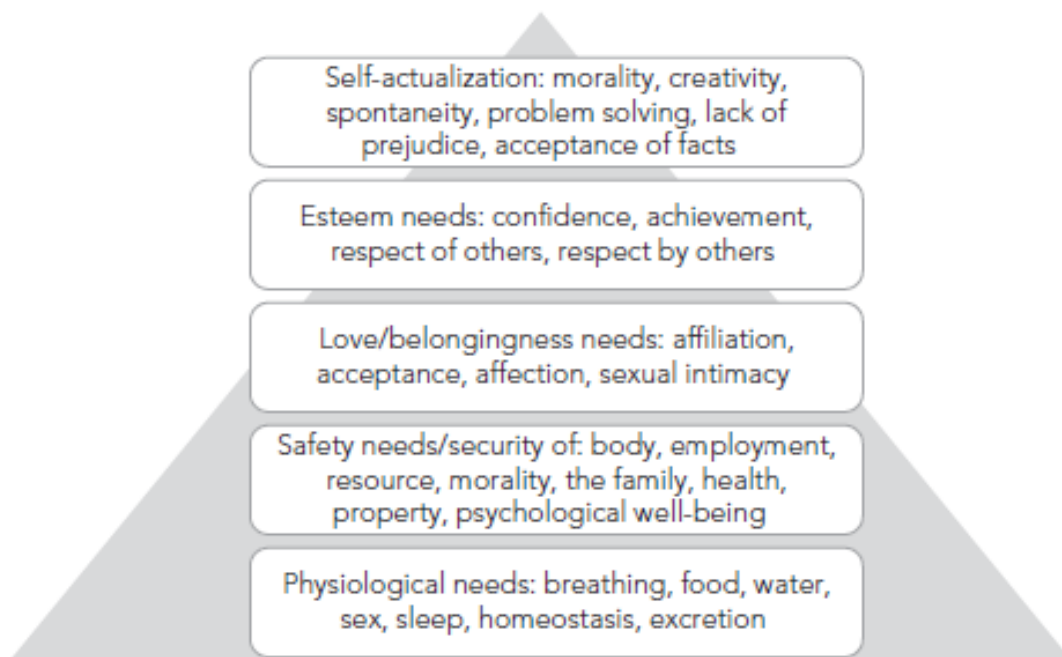 Self-actualization: morality, creativity,
spontaneity, problem solving, lack of
prejudice, acceptance of facts
Esteem needs: confidence, achievement,
respect of others, respect by others
Love/belongingness needs: affiliation,
acceptance, affection, sexual intimacy
Safety needs/security of: body, employment,
resource, morality, the family, health,
property, psychological well-being
Physiological needs: breathing, food, water,
sex, sleep, homeostasis, excretion